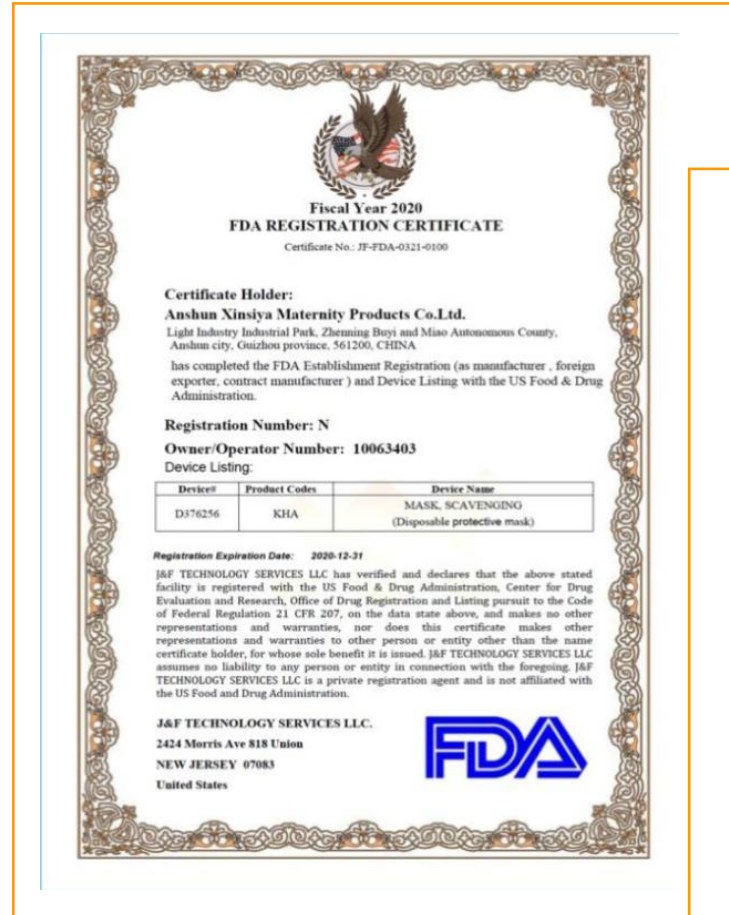 Fiscal Year 2020
FDA REGISTRATION CERTIFICATE
Certificate No.: JF-FDA-0321-0100
Certificate Holder:
Anshun Xinsiya Maternity Products Co.Ltd.
Light Industry Industrial Park, Zhenning Buyi and Miao Autonomous County,
Anshun city, Guizhou province, 561200, CHINA
has completed the FDA Establishment Registration (as manufacturer , foreign
exporter, contract manufacturer ) and Device Listing with the US Food & Drug
Administration.
Registration Number: N
Owner/Operator Number: 10063403
Device Listing:
Device# Product Codes Device Name
D376256 KHA MASK, SCAVENGING
(Disposable protective mask)
Registration Expiration Date: 2020-12-31
J&F TECHNOLOGY SERVICES LLC has verified and declares that the above stated
facility is registered with the US Food & Drug Administration, Center for Drug
Evaluation and Research, Office of Drug Registration and Listing pursuit to the Code
of Federal Regulation 21 CFR 207, on the data state above, and makes no other
representations and warranties, nor does this certificate makes other
representations and warranties to other person or entity other than the name
certificate holder, for whose sole benefit it is issued. J&F TECHNOLOGY SERVICES LLC
assumes no liability to any person or entity in connection with the foregoing. J&F
TECHNOLOGY SERVICES LLC is a private registration agent and is not affiliated with
the US Food and Drug Administration.
J&F TECHNOLOGY SERVICES LLC.
2424 Morris Ave 818 Union
NEW JERSEY 07083
United States
FDA